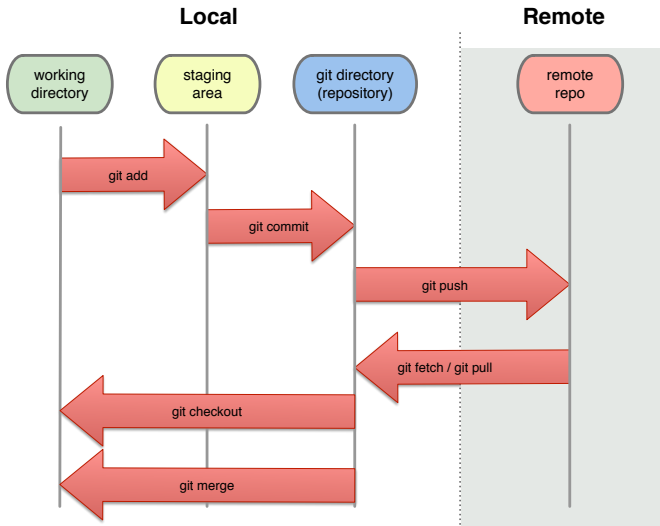 Local
Remote
working
directory
staging
area
git directory
(repository)
remote
repo
git add
git commit
git push
git fetch / git pull
git checkout
git merge